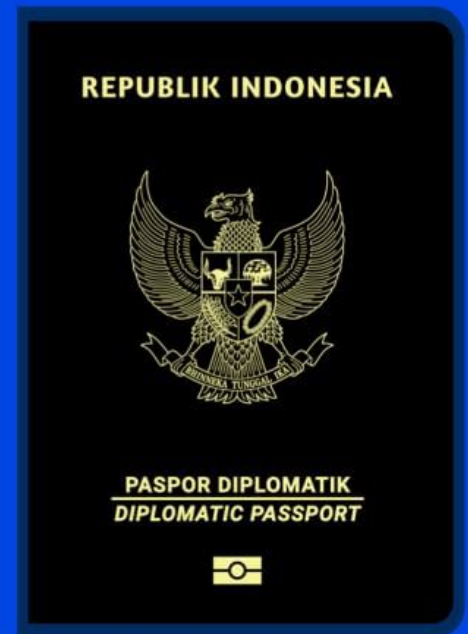 REPUBLIK INDONESIA
BHINNEKA TUNGGAL IKA
PASPOR DIPLOMATIK
DIPLOMATIC PASSPORT